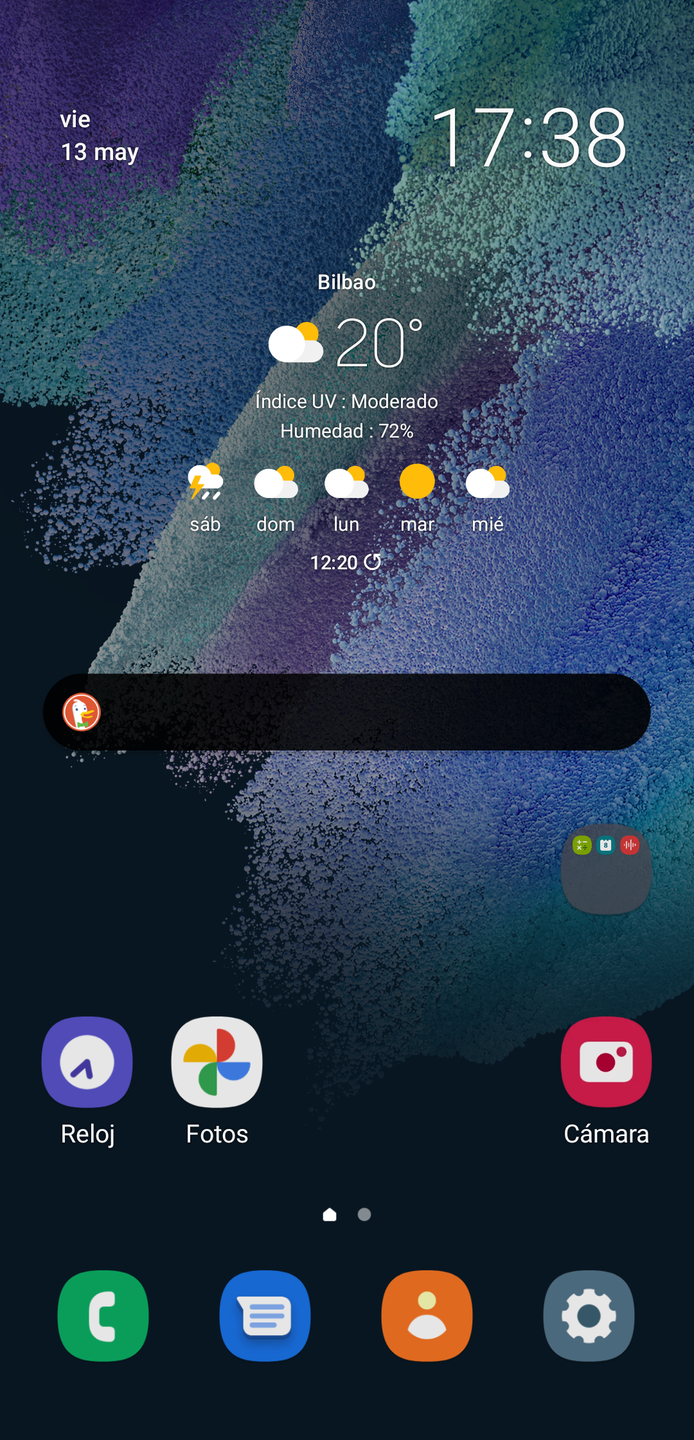 vie
13 may
17:38
Bilbao
20°
Índice UV : Moderado
Humedad : 72%
sáb dom lun mar mié
12:20
Reloj Fotos Cámara